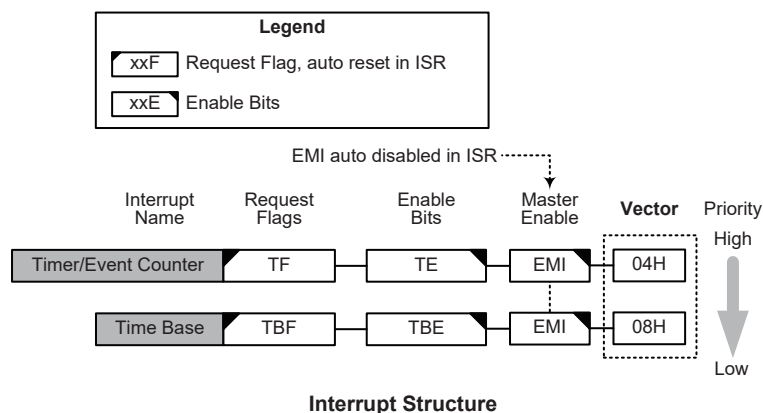 Legend
xxF Request Flag, auto reset in ISR
xxE Enable Bits
EMI auto disabled in ISR
Interrupt Name
Request Flags
Enable Bits
Master Enable
Vector
Priority
High
Timer/Event Counter TF TE EMI 04H
Time Base TBF TBE EMI 08H
Low
Interrupt Structure